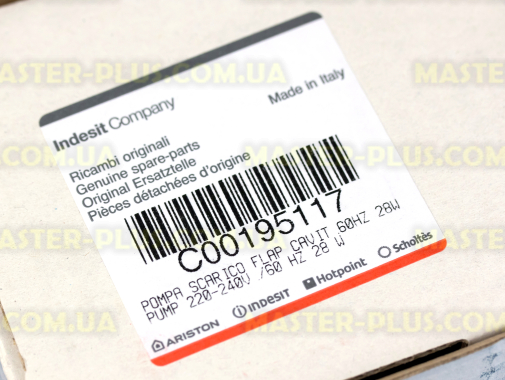 MASTER-PLUS.COM.UA MASTER-PLUS.COM.UA
Indesit Company
Made in Italy
Ricambi originali
Genuine spare-parts
Original Ersatzteile
Pièces détachées d'origine
C00195117
POMPA SCARICO FLAP CAVIT 60HZ 28W
PUMP 220-240V /60 HZ 28 W
ARISTON INDESIT Hotpoint Scholtès